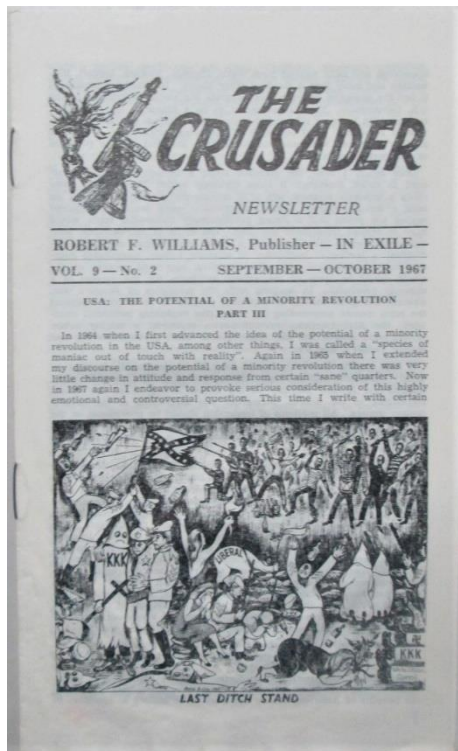 THE
CRUSADER
NEWSLETTER
ROBERT F. WILLIAMS, Publisher — IN EXILE —
VOL. 9 — No. 2 SEPTEMBER — OCTOBER 1967
USA: THE POTENTIAL OF A MINORITY REVOLUTION
PART III
In 1964 when I first advanced the idea of the potential of a minority
revolution in the USA, among other things, I was called a "species of
maniac out of touch with reality". Again in 1965 when I extended
my discourse on the potential of a minority revolution there was very
little change in attitude and response from certain "sane" quarters. Now
in 1967 again I endeavor to provoke serious consideration of this highly
emotional and controversial question. This time I write with certain
KKK
LIBERAL
KKK
LAST DITCH STAND